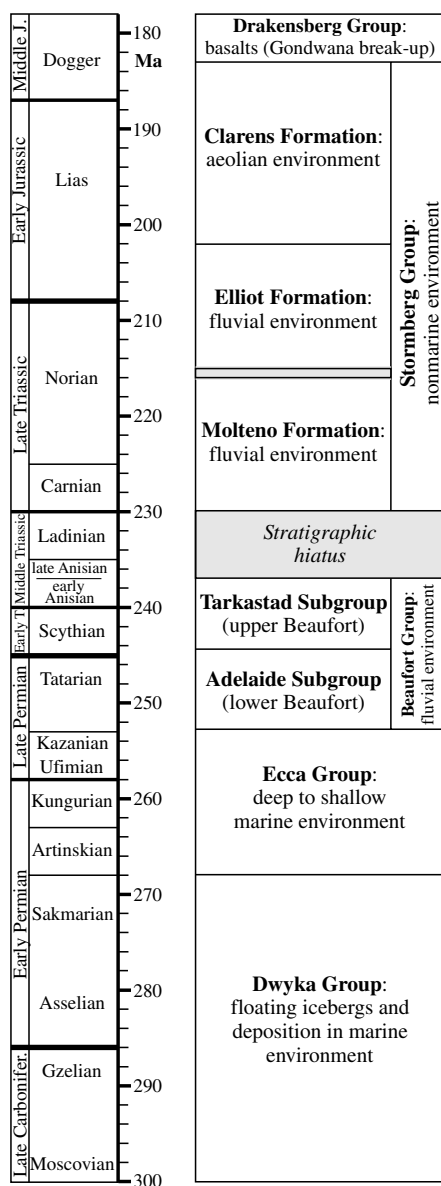 Middle J.
Early Jurassic
Late Triassic
Middle Triassic
Early T.
Late Permian
Early Permian
Late Carbonifer.
Dogger
Lias
Norian
Carnian
Ladinian
late Anisian
early
Anisian
Scythian
Tatarian
Kazanian
Ufimian
Kungurian
Artinskian
Sakmarian
Asselian
Gzelian
Moscovian
180
Ma
190
200
210
220
230
240
250
260
270
280
290
300
Drakensberg Group:
basalts (Gondwana break-up)
Clarens Formation:
aeolian environment
Elliot Formation:
fluvial environment
Molteno Formation:
fluvial environment
Stormberg Group:
nonmarine environment
Stratigraphic
hiatus
Tarkastad Subgroup
(upper Beaufort)
Adelaide Subgroup
(lower Beaufort)
Beaufort Group:
fluvial environment
Ecca Group:
deep to shallow
marine environment
Dwyka Group:
floating icebergs and
deposition in marine
environment